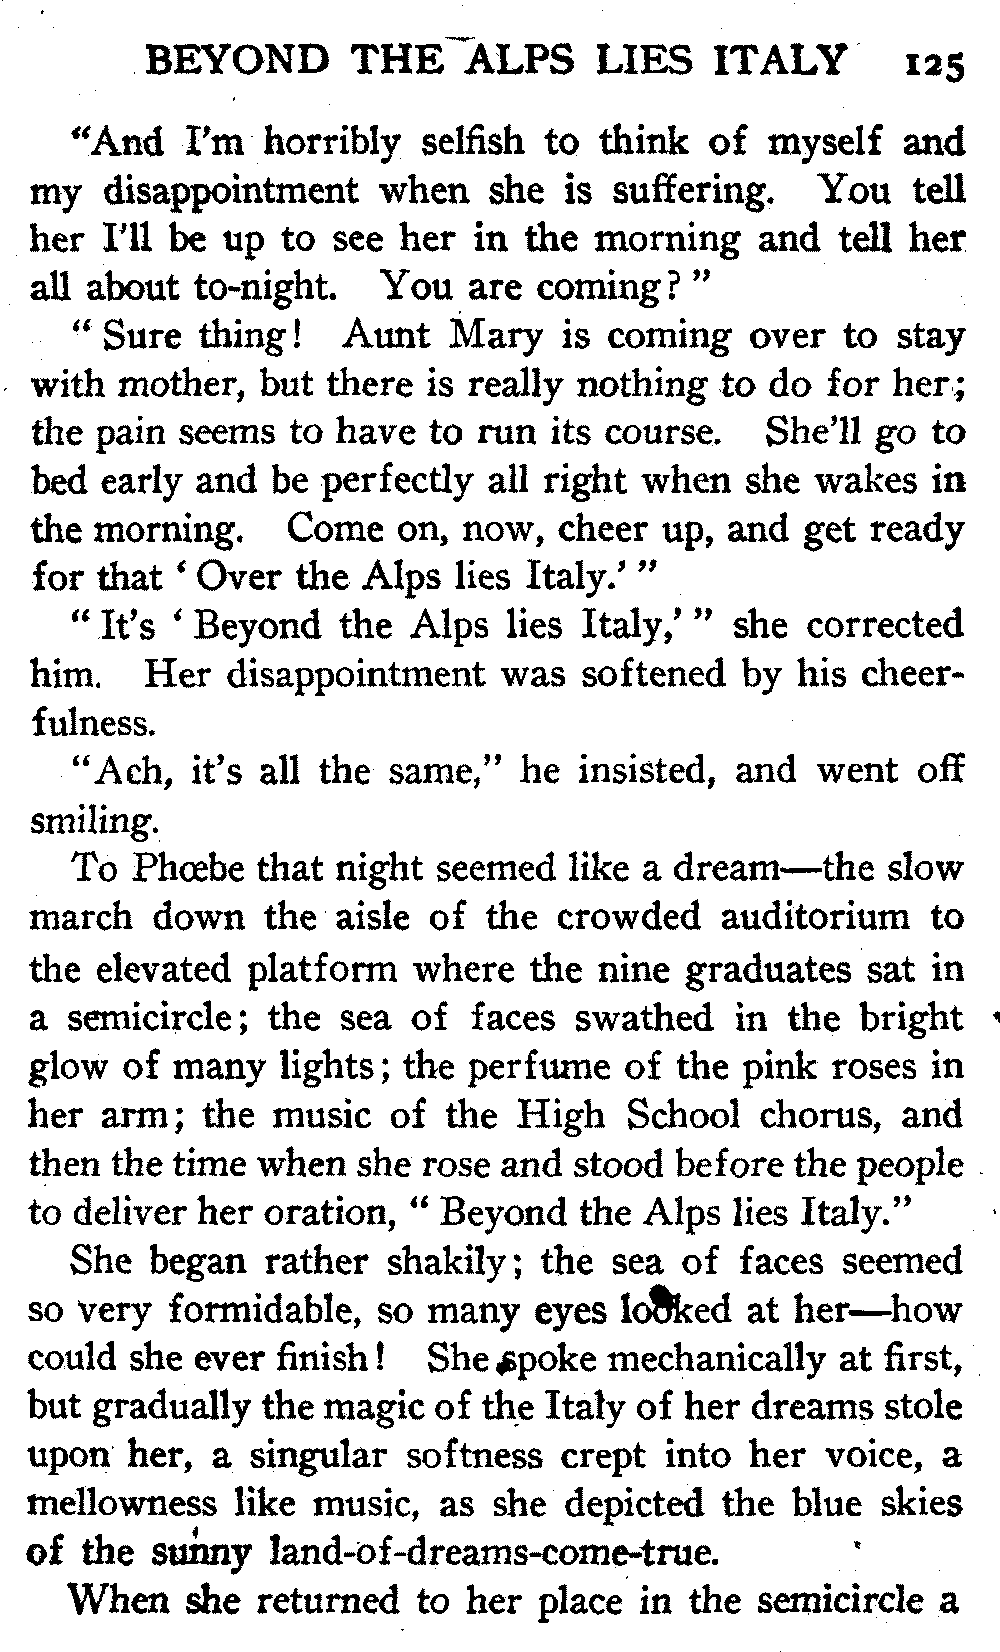 BEYOND THE ALPS LIES ITALY 125
"And I'm horribly selfish to think of myself and
my disappointment when she is suffering. You tell
her I'll be up to see her in the morning and tell her
all about to-night. You are coming?"
"Sure thing! Aunt Mary is coming over to stay
with mother, but there is really nothing to do for her;
the pain seems to have to run its course. She'll go to
bed early and be perfectly all right when she wakes in
the morning. Come on, now, cheer up, and get ready
for that 'Over the Alps lies Italy.'"
"It's 'Beyond the Alps lies Italy,'" she corrected
him. Her disappointment was softened by his cheer-
fulness.
"Ach, it's all the same," he insisted, and went off
smiling.
To Phœbe that night seemed like a dream—the slow
march down the aisle of the crowded auditorium to
the elevated platform where the nine graduates sat in
a semicircle; the sea of faces swathed in the bright
glow of many lights; the perfume of the pink roses in
her arm; the music of the High School chorus, and
then the time when she rose and stood before the people
to deliver her oration, "Beyond the Alps lies Italy."
She began rather shakily; the sea of faces seemed
so very formidable, so many eyes looked at her—how
could she ever finish! She spoke mechanically at first,
but gradually the magic of the Italy of her dreams stole
upon her, a singular softness crept into her voice, a
mellowness like music, as she depicted the blue skies
of the sunny land-of-dreams-come-true.
When she returned to her place in the semicircle a